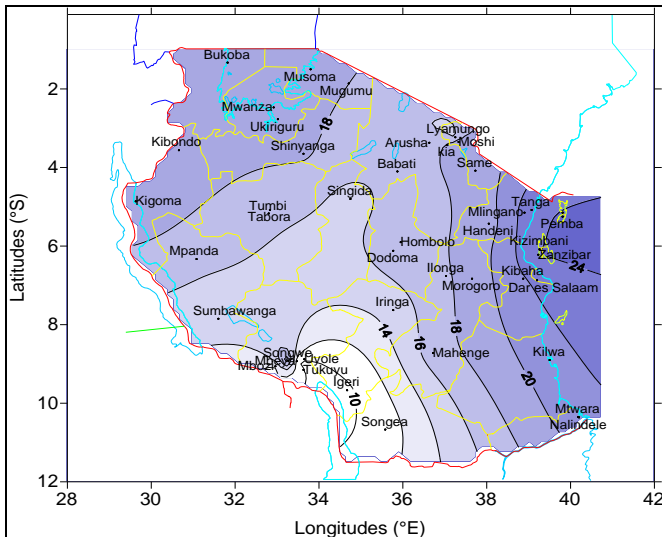 Bukoba
Musoma
2
Mugumu
Mwanza
Ukiriguru
18
Lyamungo
Kibondo
Shinyanga
Arusha
Moshi
kia
4
Babati
Same
Singida
Kigoma
Tumbi
Tabora
Tanga
Mlingano
Pemba
Handeni
Latitudes (°S)
6
Mpanda
Hombolo
Dodoma
Kizimpani
Zanzibar
24
Ilonga
Kibaha
Morogoro
Dar es Salaam
Sumbawanga
Iringa
8
14
16
18
Mahenge
Kilwa
Songwe
Uyole
Mbeya
Mbozi
Tukuyu
Igeri
20
10
10
Mtwara
Songea
Nalindele
12
28 30 32 34 36 38 40 42
Longitudes (°E)